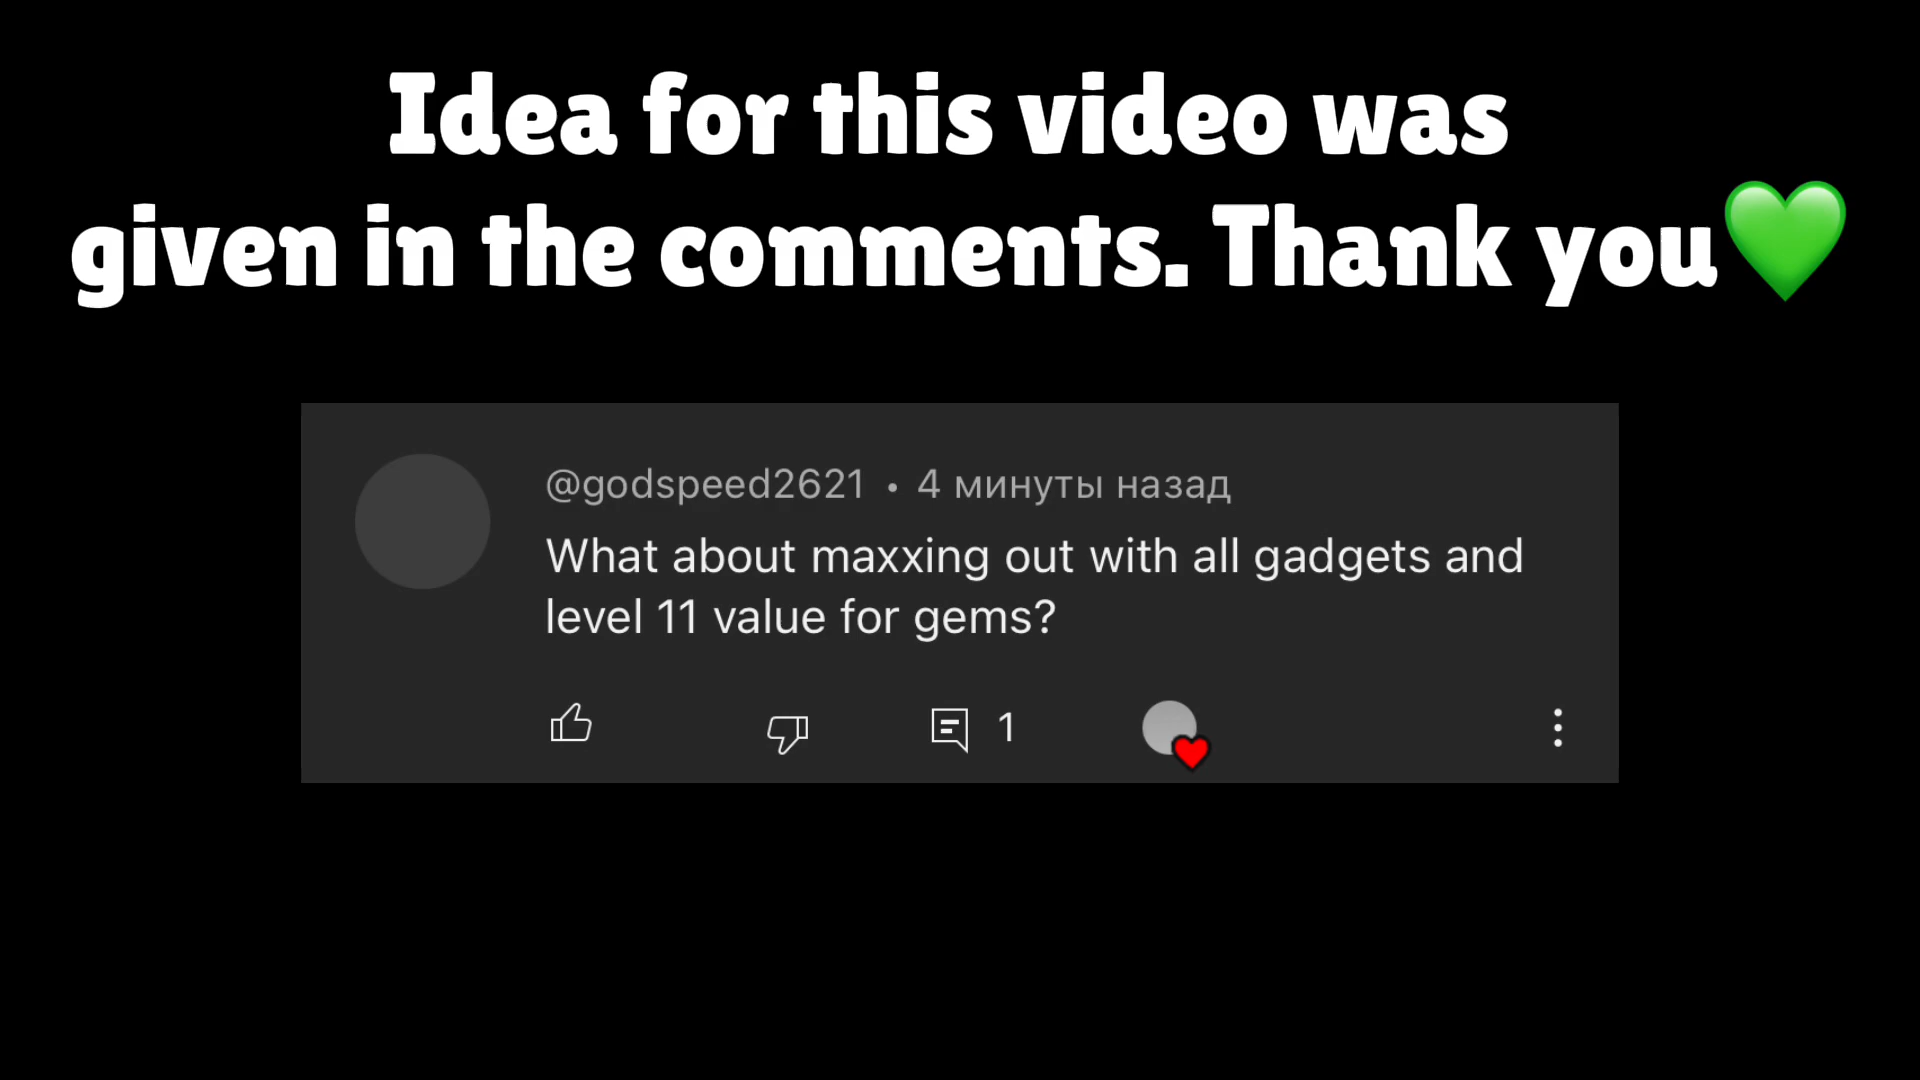 Idea for this video was
given in the comments. Thank you💚
@godspeed2621 • 4 минуты назад
What about maxxing out with all gadgets and
level 11 value for gems?
1